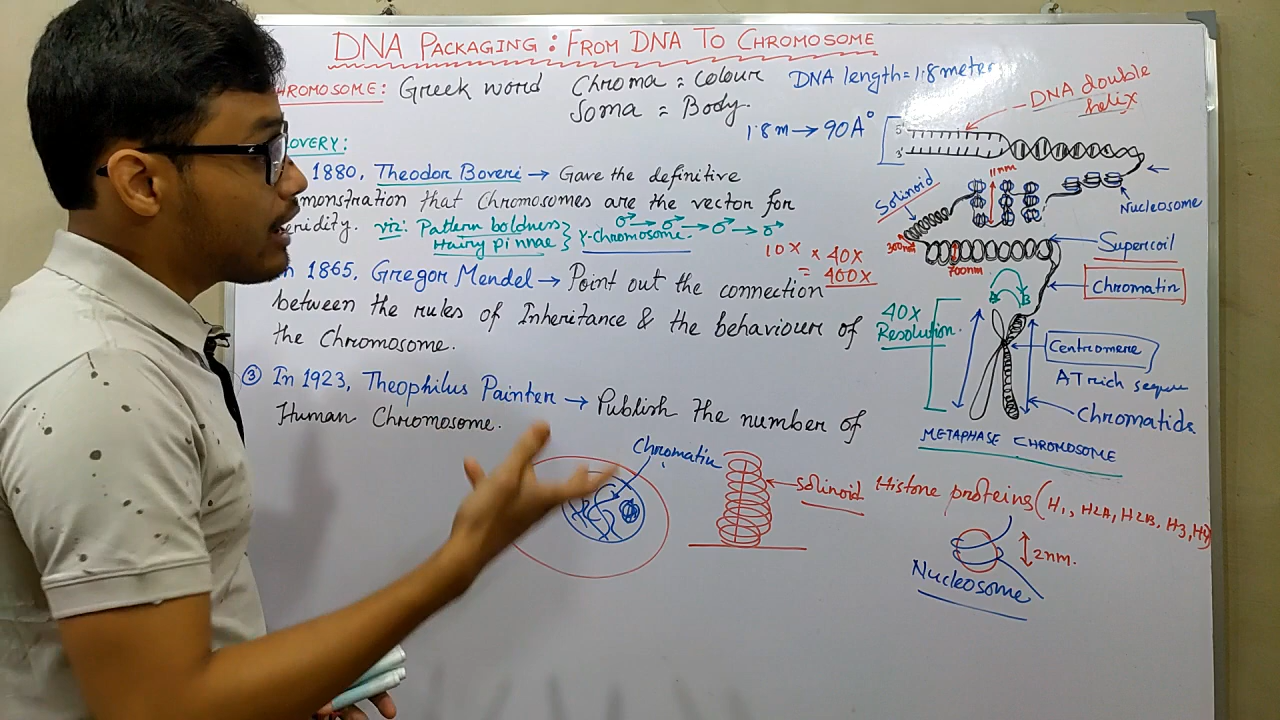 DNA PACKAGING : FROM DNA TO CHROMOSOME
HROMOSOME: Greek word Chroma = Colour
Soma = Body.
DNA length = 1.8 meter
1.8m → 90A°
5'
3'
DNA double
helix
OVERY:
1880, Theodor Boveri → Gave the definitive
monstration that Chromosomes are the vector for
eridity. viz: Pattern boldness
Hairy pinnae } Y-chromosome.
♂ → ♂ → ♂ → ♂
10X × 40X
= 400X
n 1865, Gregor Mendel → Point out the connection
between the rules of Inheritance & the behaviour of
the Chromosome.
③ In 1923, Theophilus Painter → Publish the number of
Human Chromosome.
11nm
Nucleosome
Solinoid
300nm
700nm
Supercoil
Chromatin
40X
Resolution.
Centromere
AT rich seque
Chromatids
METAPHASE CHROMOSOME
Chromatin
Solinoid
Histone proteins (H1, H2A, H2B, H3, H4)
2nm.
Nucleosome